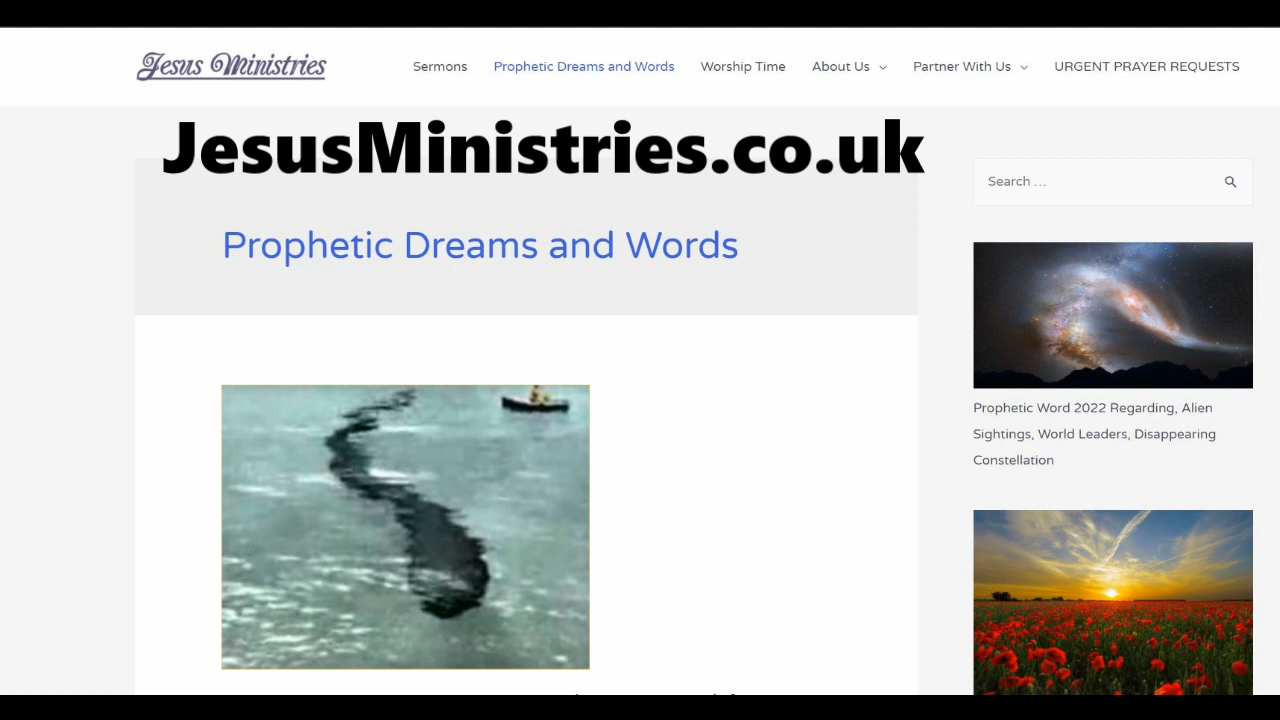 Jesus Ministries
Sermons
Prophetic Dreams and Words
Worship Time
About Us
Partner With Us
URGENT PRAYER REQUESTS
JesusMinistries.co.uk
Search ...
Prophetic Dreams and Words
Prophetic Word 2022 Regarding, Alien
Sightings, World Leaders, Disappearing
Constellation